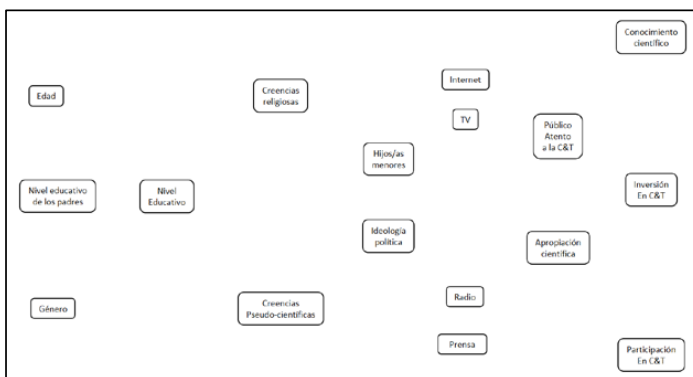 Conocimiento
científico
Internet
Edad
Creencias
religiosas
TV
Público
Atento
a la C&T
Hijos/as
menores
Nivel educativo
de los padres
Nivel
Educativo
Inversión
En C&T
Ideología
política
Apropiación
científica
Género
Creencias
Pseudo-científicas
Radio
Prensa
Participación
En C&T